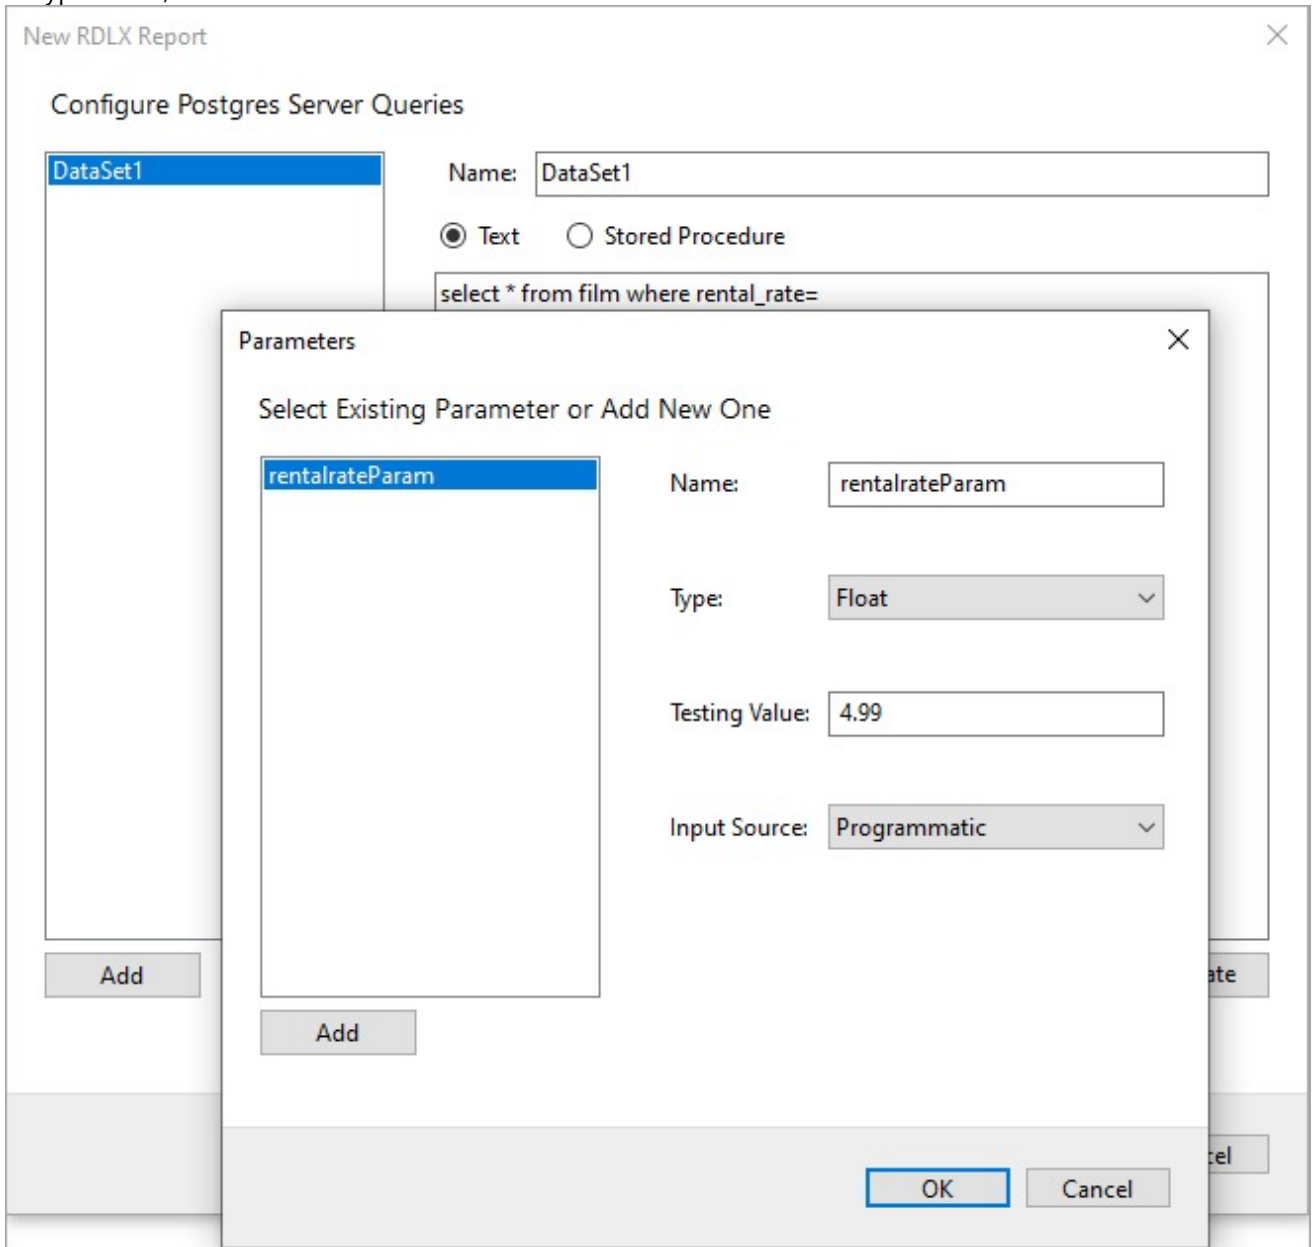 New RDLX Report
Configure Postgres Server Queries
DataSet1
Name: DataSet1
Text Stored Procedure
select * from film where rental_rate=
Parameters
Select Existing Parameter or Add New One
rentalrateParam
Name: rentalrateParam
Type: Float
Testing Value: 4.99
Input Source: Programmatic
Add
Add
OK Cancel